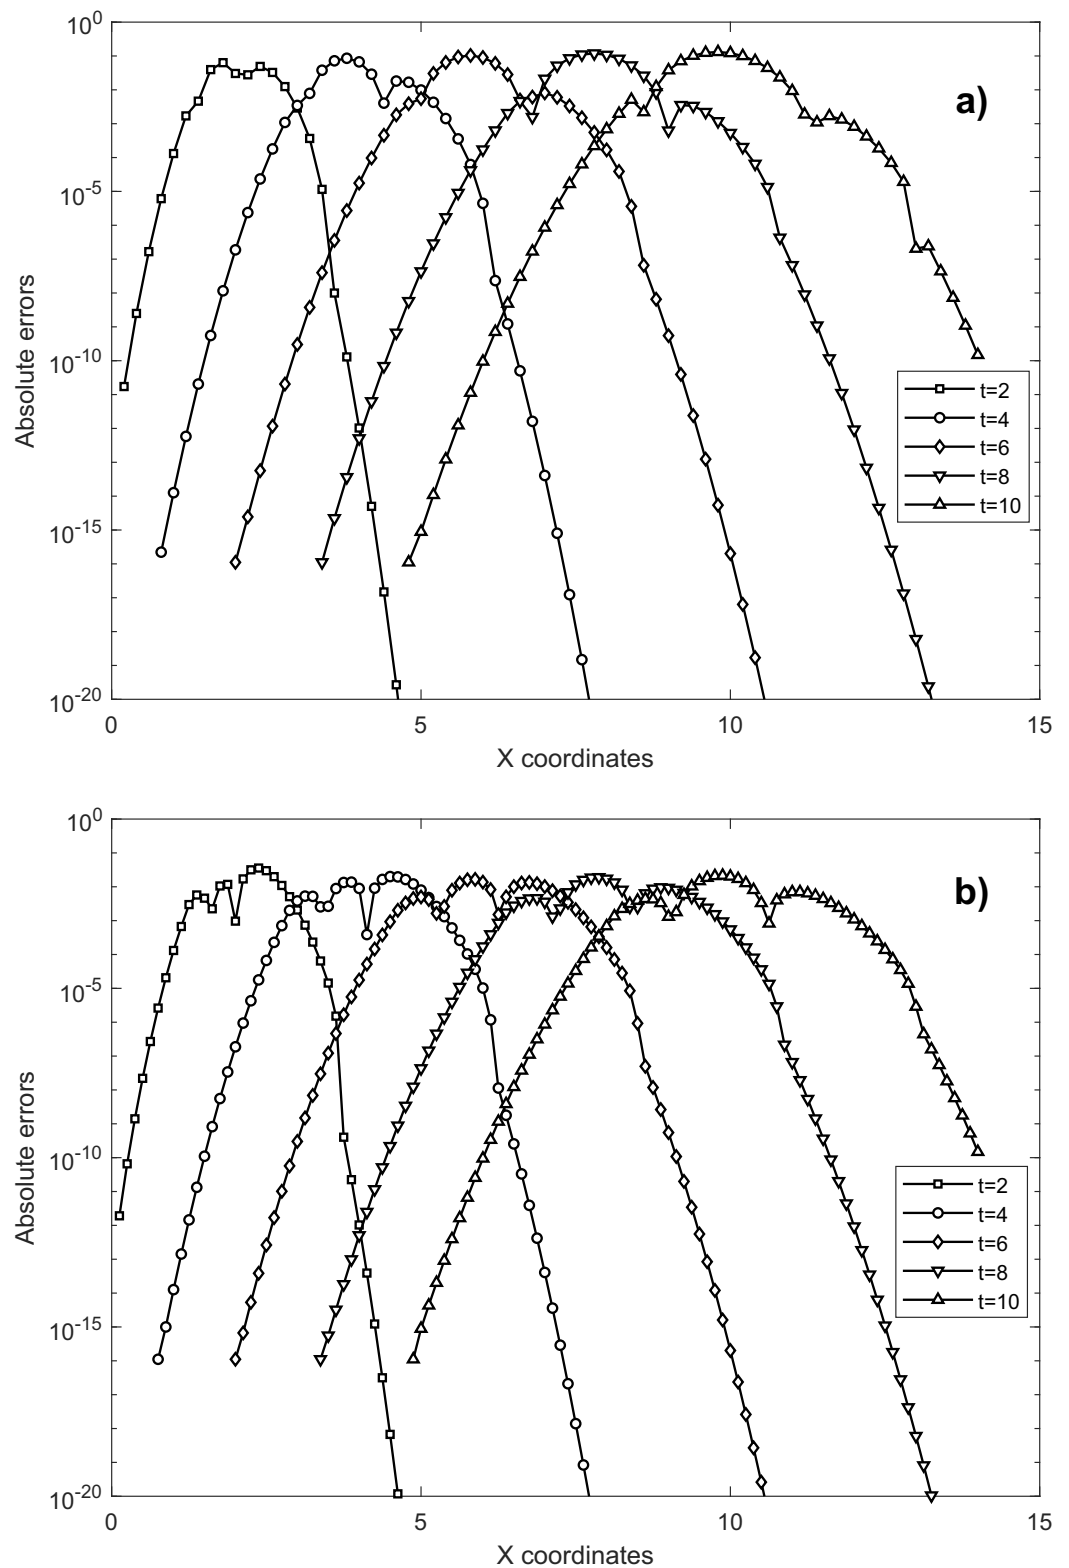 10^0
a)
10^-5
Absolute errors
10^-10
t=2
t=4
t=6
t=8
t=10
10^-15
10^-20
0 5 10 15
X coordinates
10^0
b)
10^-5
Absolute errors
10^-10
t=2
t=4
t=6
t=8
t=10
10^-15
10^-20
0 5 10 15
X coordinates